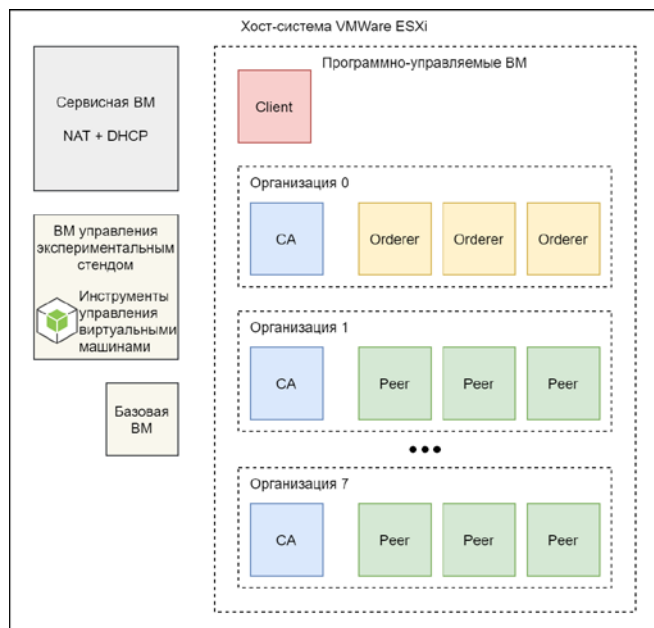 Хост-система VMWare ESXi
Сервисная ВМ
NAT + DHCP
ВМ управления
экспериментальным
стендом
Инструменты
управления
виртуальными
машинами
Базовая
ВМ
Программно-управляемые ВМ
Client
Организация 0
CA Orderer Orderer Orderer
Организация 1
CA Peer Peer Peer
•••
Организация 7
CA Peer Peer Peer